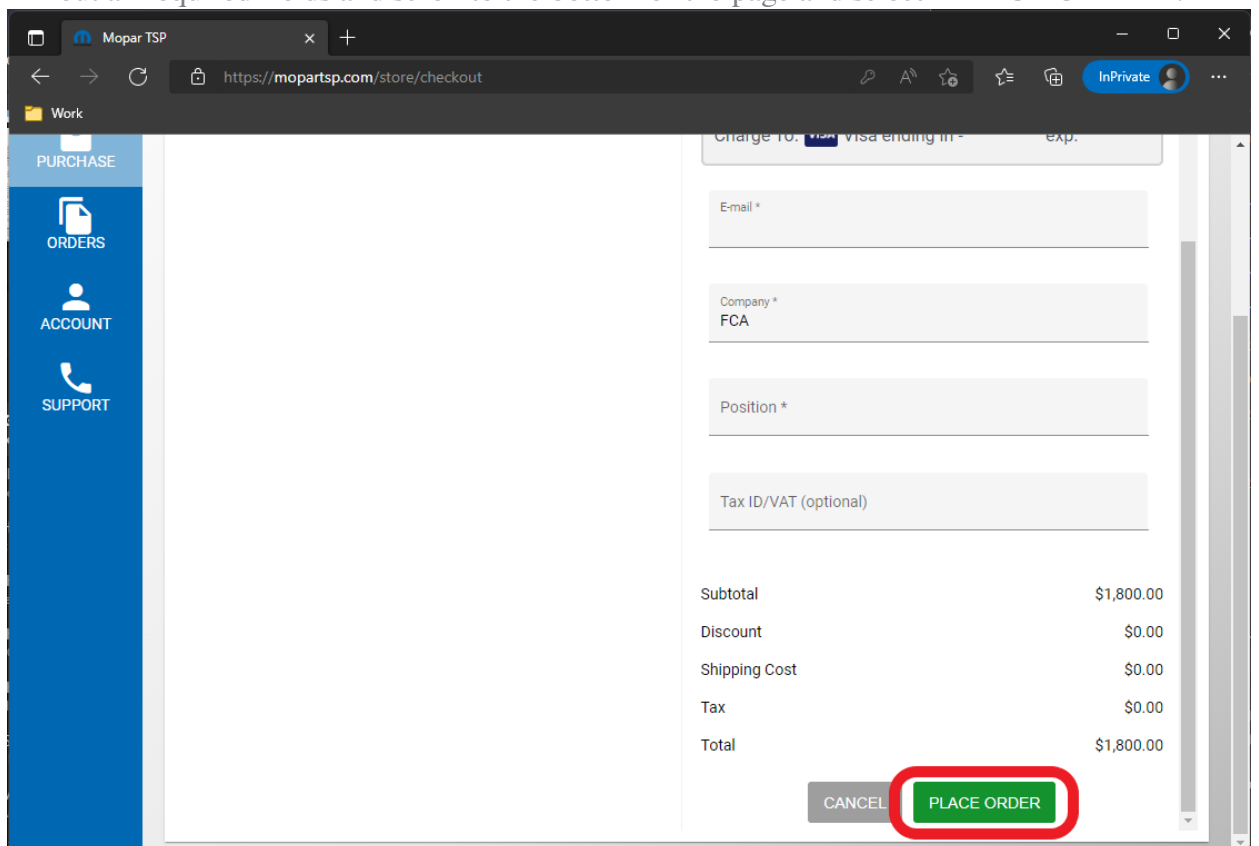 Mopar TSP
https://mopartsp.com/store/checkout
InPrivate
Work
PURCHASE
ORDERS
ACCOUNT
SUPPORT
Charge To: VISA Visa ending in - exp.
E-mail *
Company *
FCA
Position *
Tax ID/VAT (optional)
Subtotal $1,800.00
Discount $0.00
Shipping Cost $0.00
Tax $0.00
Total $1,800.00
CANCEL PLACE ORDER